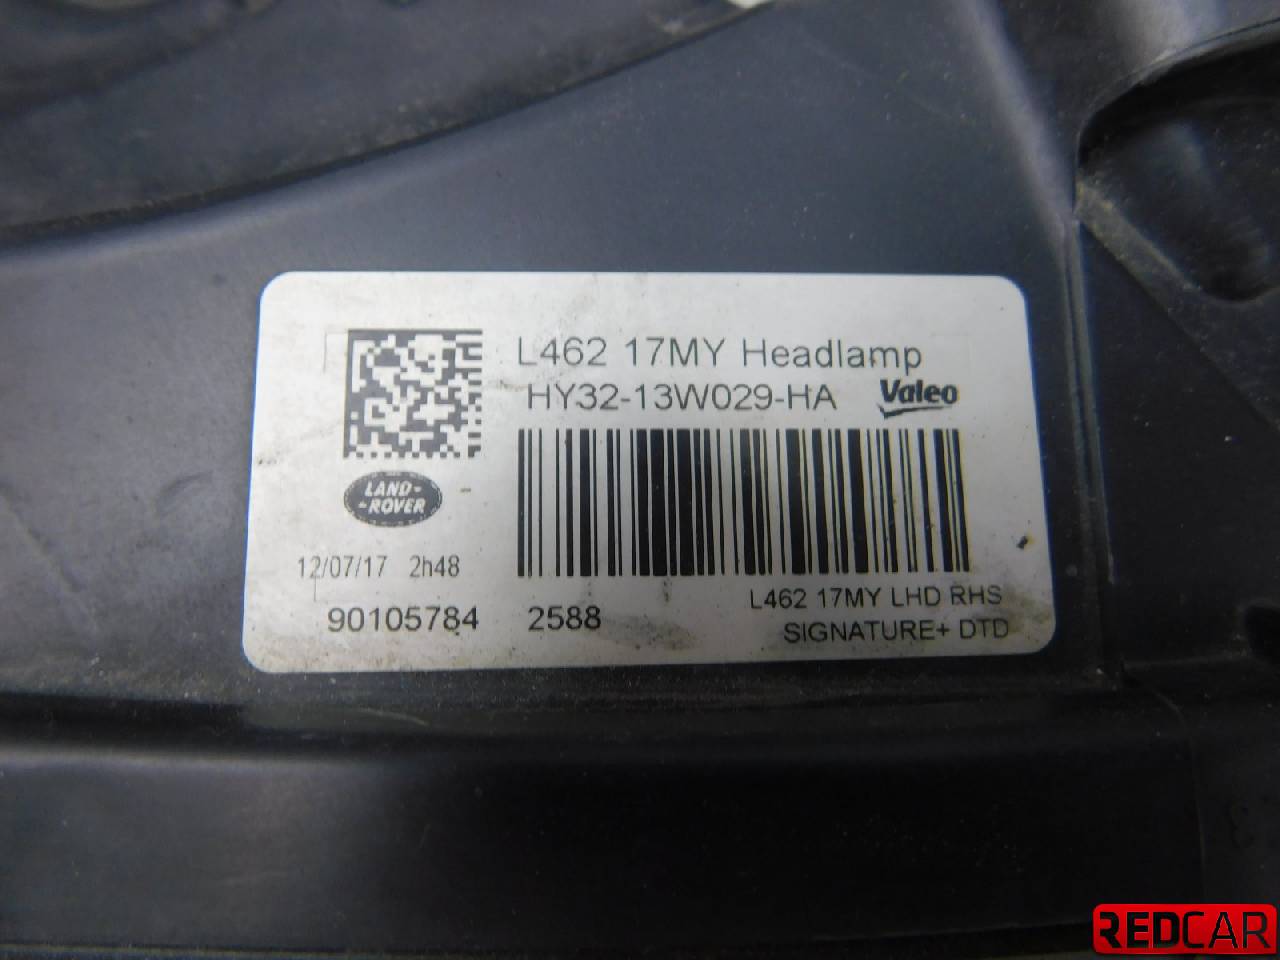 L462 17MY Headlamp
HY32-13W029-HA Valeo
LAND-
-ROVER
12/07/17 2h48
90105784 2588
L462 17MY LHD RHS
SIGNATURE+ DTD
REDCAR